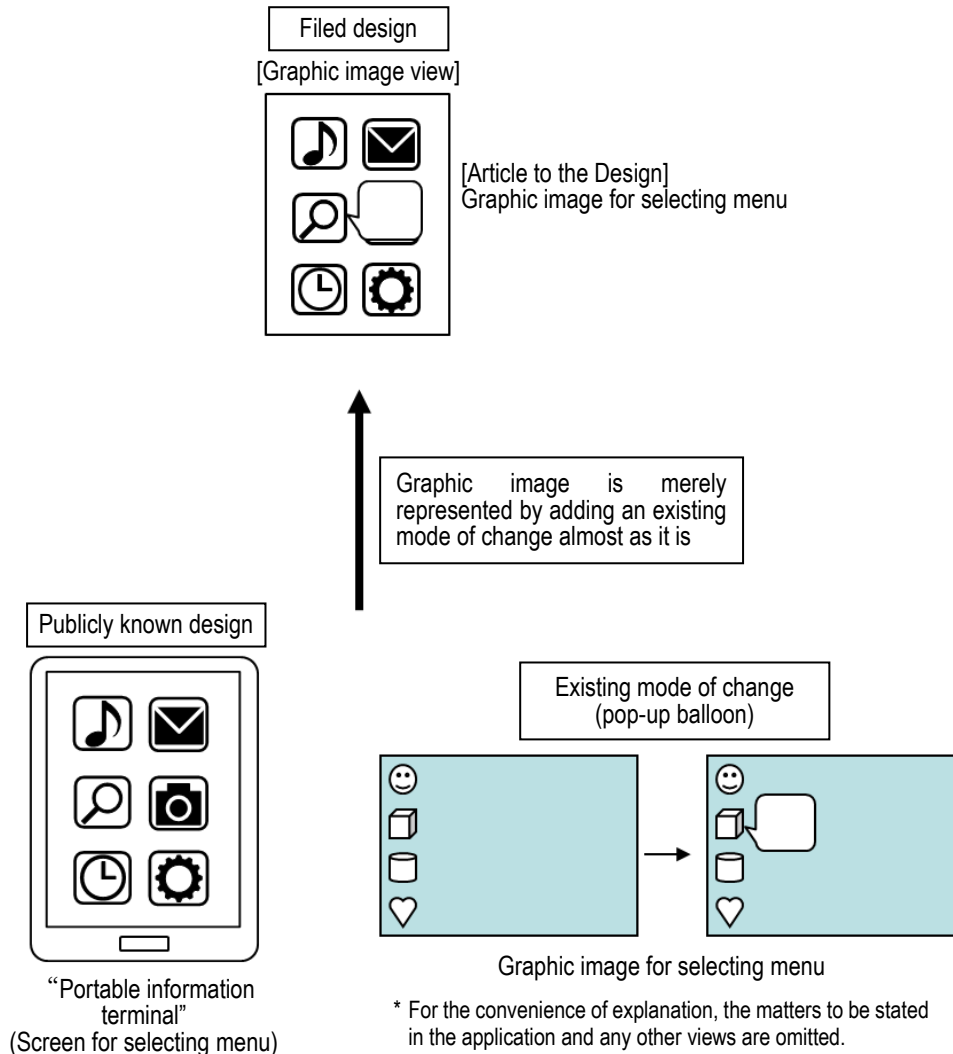 Filed design
[Graphic image view]
[Article to the Design]
Graphic image for selecting menu
Graphic image is merely
represented by adding an existing
mode of change almost as it is
Publicly known design
Existing mode of change
(pop-up balloon)
“Portable information
terminal”
(Screen for selecting menu)
Graphic image for selecting menu
* For the convenience of explanation, the matters to be stated
in the application and any other views are omitted.